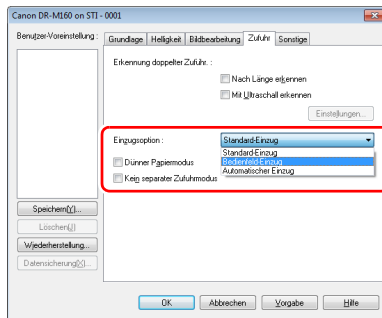 Canon DR-M160 on STI - 0001
Benutzer-Voreinstellung :
Grundlage Helligkeit Bildbearbeitung Zufuhr Sonstige
Erkennung doppelter Zufuhr. :
Nach Länge erkennen
Mit Ultraschall erkennen
Einstellungen...
Einzugsoption : Standard-Einzug
Standard-Einzug
Bedienfeld-Einzug
Automatischer Einzug
Dünner Papiermodus
Kein separater Zufuhrmodus
Speichern(Y)...
Löschen(J)
Wiederherstellung...
Datensicherung(X)...
OK Abbrechen Vorgabe Hilfe